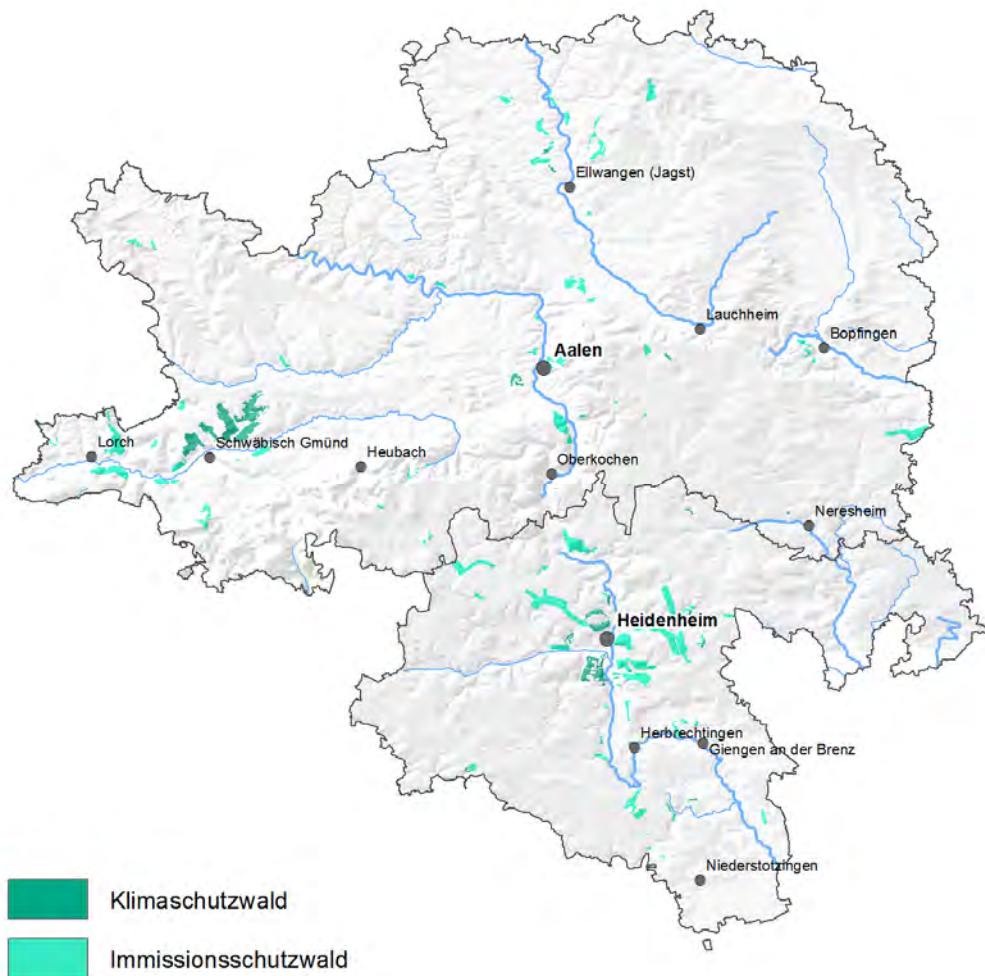 Ellwangen (Jagst)
Lauchheim
Bopfingen
Aalen
Lorch
Schwäbisch Gmünd
Heubach
Oberkochen
Neresheim
Heidenheim
Herbrechtingen
Giengen an der Brenz
Niederstotzingen
Klimaschutzwald
Immissionsschutzwald